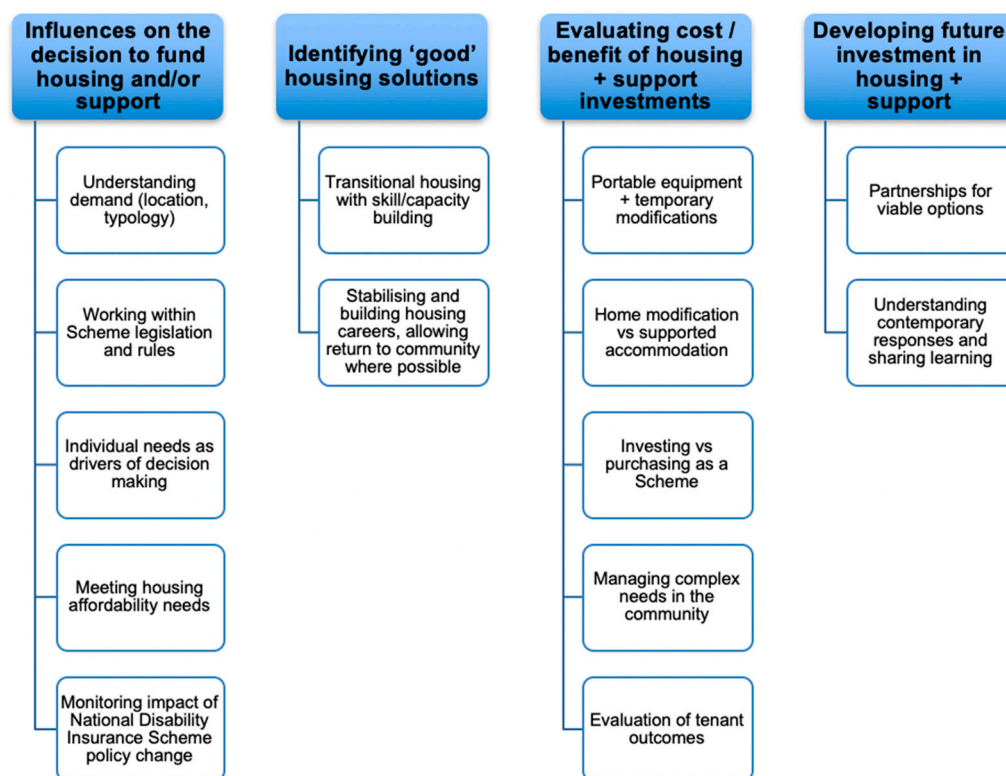 Influences on the
decision to fund
housing and/or
support
Understanding
demand (location,
typology)
Working within
Scheme legislation
and rules
Individual needs as
drivers of decision
making
Meeting housing
affordability needs
Monitoring impact of
National Disability
Insurance Scheme
policy change
Identifying ‘good’
housing solutions
Transitional housing
with skill/capacity
building
Stabilising and
building housing
careers, allowing
return to community
where possible
Evaluating cost /
benefit of housing
+ support
investments
Portable equipment
+ temporary
modifications
Home modification
vs supported
accommodation
Investing vs
purchasing as a
Scheme
Managing complex
needs in the
community
Evaluation of tenant
outcomes
Developing future
investment in
housing +
support
Partnerships for
viable options
Understanding
contemporary
responses and
sharing learning